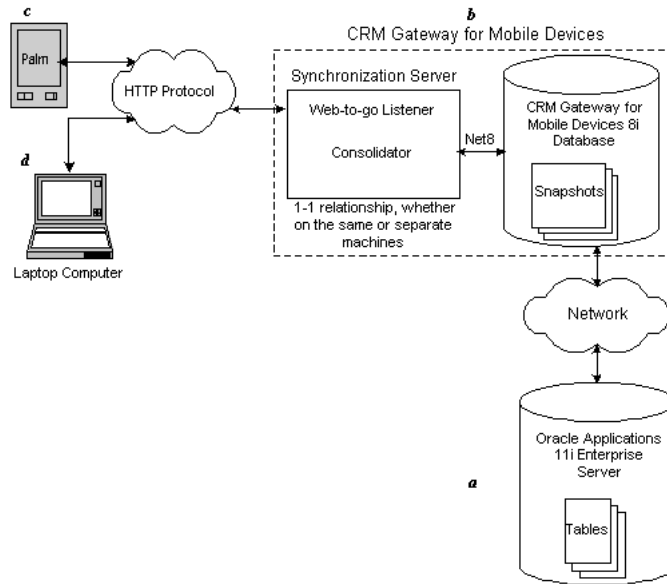 c
b
CRM Gateway for Mobile Devices
Palm
HTTP Protocol
Synchronization Server
Web-to-go Listener
Consolidator
Net8
CRM Gateway for
Mobile Devices 8i
Database
Snapshots
1-1 relationship, whether
on the same or separate
machines
d
Laptop Computer
Network
Oracle Applications
11i Enterprise
Server
a
Tables